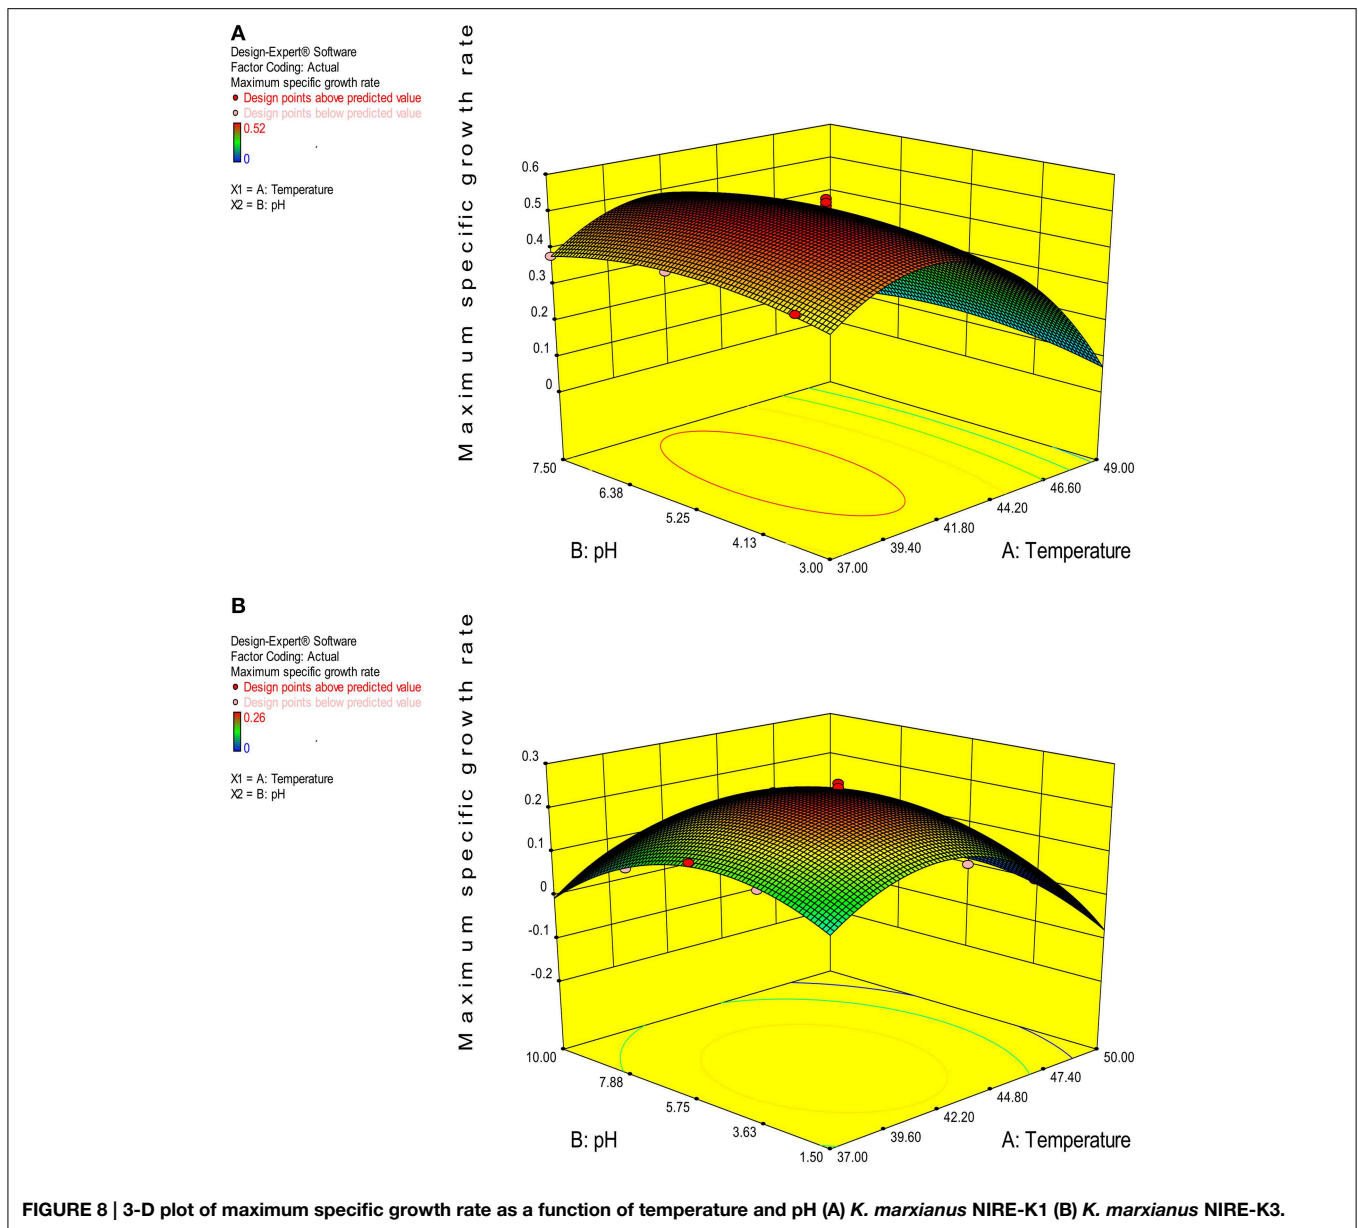 A
Design-Expert® Software
Factor Coding: Actual
Maximum specific growth rate
Design points above predicted value
Design points below predicted value
0.52
0
X1 = A: Temperature
X2 = B: pH
Maximum specific growth rate
0.6
0.5
0.4
0.3
0.2
0.1
0
7.50
6.38
5.25
4.13
3.00
37.00
39.40
41.80
44.20
46.60
49.00
B: pH
A: Temperature
B
Design-Expert® Software
Factor Coding: Actual
Maximum specific growth rate
Design points above predicted value
Design points below predicted value
0.26
0
X1 = A: Temperature
X2 = B: pH
Maximum specific growth rate
0.3
0.2
0.1
0
-0.1
-0.2
10.00
7.88
5.75
3.63
1.50
37.00
39.60
42.20
44.80
47.40
50.00
B: pH
A: Temperature
FIGURE 8 | 3-D plot of maximum specific growth rate as a function of temperature and pH (A) K. marxianus NIRE-K1 (B) K. marxianus NIRE-K3.